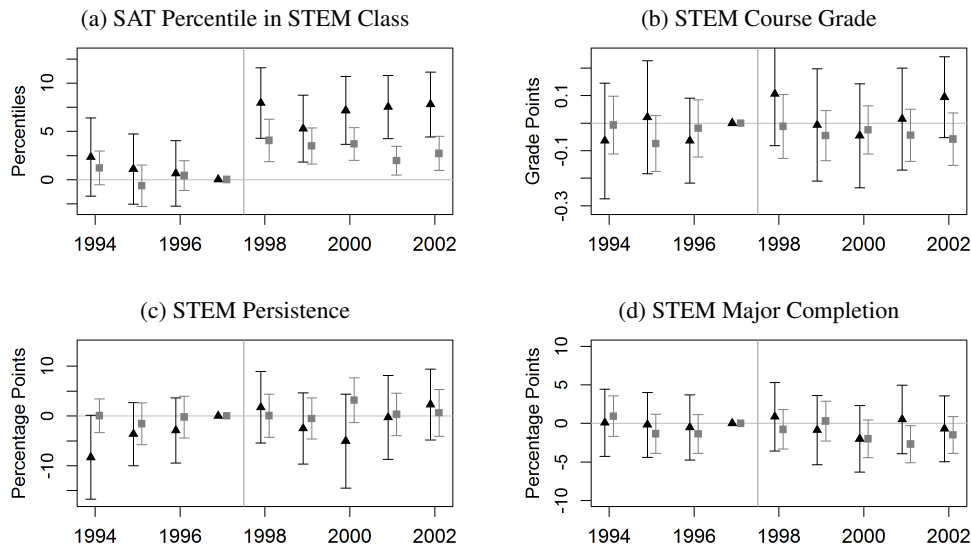 (a) SAT Percentile in STEM Class
Percentiles
10
5
0
1994 1996 1998 2000 2002
(b) STEM Course Grade
Grade Points
0.1
-0.1
-0.3
1994 1996 1998 2000 2002
(c) STEM Persistence
Percentage Points
10
0
-10
1994 1996 1998 2000 2002
(d) STEM Major Completion
Percentage Points
10
5
0
-5
-10
1994 1996 1998 2000 2002